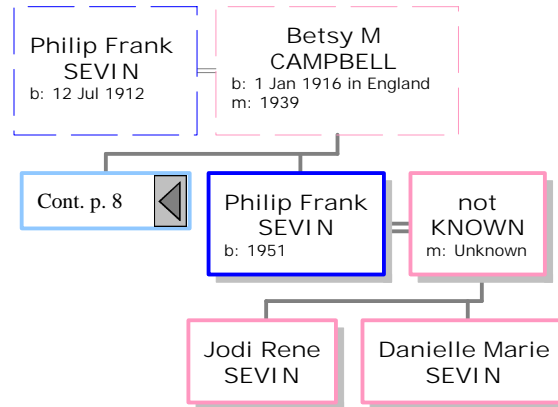 Philip Frank
SEVIN
b: 12 Jul 1912
Betsy M
CAMPBELL
b: 1 Jan 1916 in England
m: 1939
Cont. p. 8
Philip Frank
SEVIN
b: 1951
not
KNOWN
m: Unknown
Jodi Rene
SEVIN
Danielle Marie
SEVIN